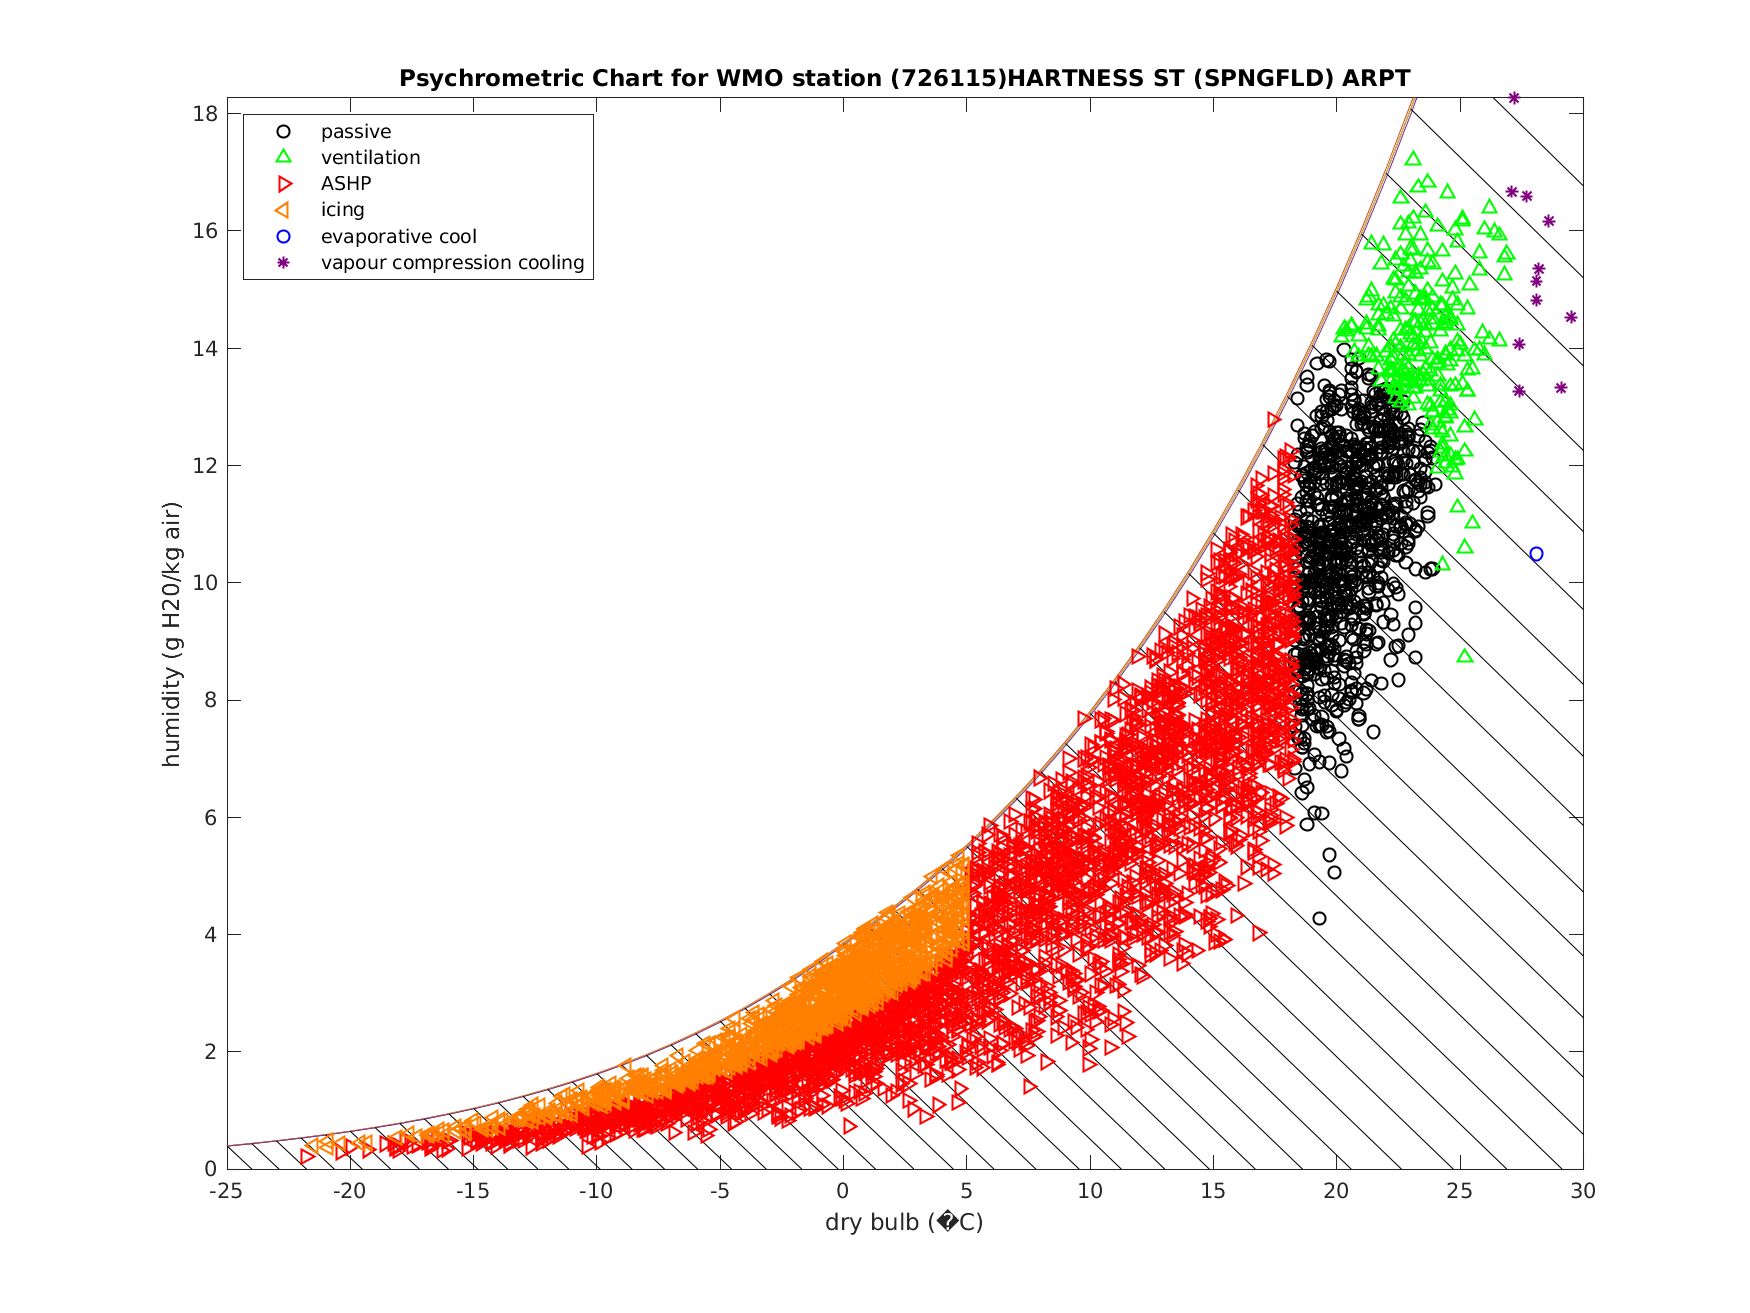 Psychrometric Chart for WMO station (726115)HARTNESS ST (SPNGFLD) ARPT
passive
ventilation
ASHP
icing
evaporative cool
vapour compression cooling
humidity (g H20/kg air)
18
16
14
12
10
8
6
4
2
0
-25 -20 -15 -10 -5 0 5 10 15 20 25 30
dry bulb (�C)